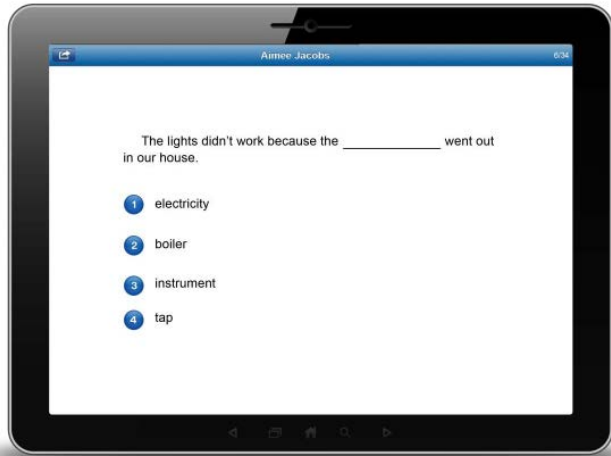 Aimee Jacobs
6/34
The lights didn't work because the ______________ went out
in our house.
1 electricity
2 boiler
3 instrument
4 tap